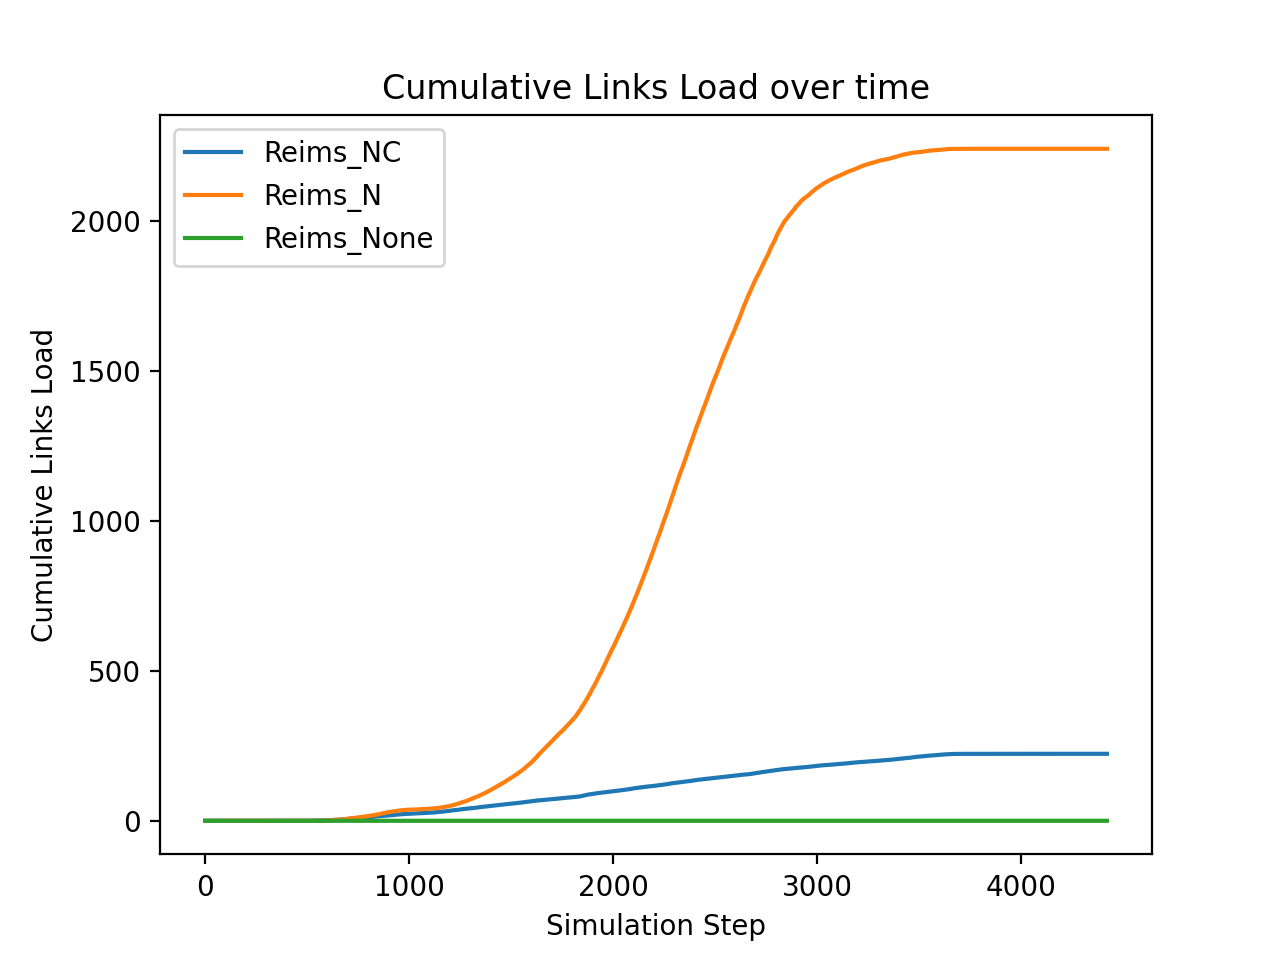 Cumulative Links Load over time
Reims_NC
Reims_N
Reims_None
Cumulative Links Load
2000
1500
1000
500
0
0 1000 2000 3000 4000
Simulation Step